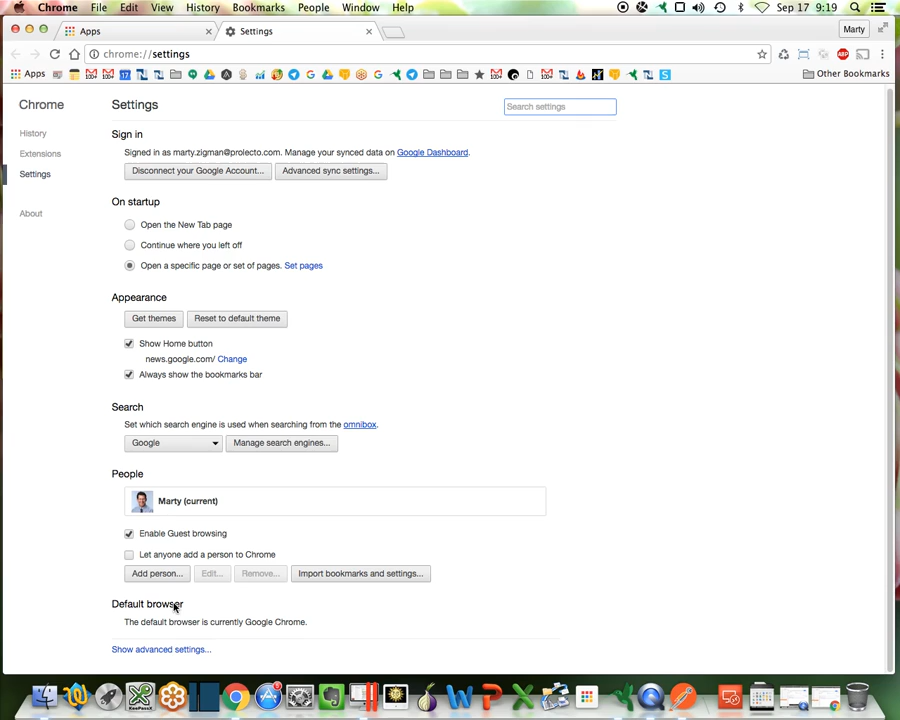 Chrome File Edit View History Bookmarks People Window Help Sep 17 9:19
Apps Settings Marty
chrome://settings
Apps Other Bookmarks
Chrome
History
Extensions
Settings
About
Settings
Search settings
Sign in
Signed in as marty.zigman@prolecto.com. Manage your synced data on Google Dashboard.
Disconnect your Google Account... Advanced sync settings...
On startup
Open the New Tab page
Continue where you left off
Open a specific page or set of pages. Set pages
Appearance
Get themes Reset to default theme
Show Home button
news.google.com/ Change
Always show the bookmarks bar
Search
Set which search engine is used when searching from the omnibox.
Google Manage search engines...
People
Marty (current)
Enable Guest browsing
Let anyone add a person to Chrome
Add person... Edit... Remove... Import bookmarks and settings...
Default browser
The default browser is currently Google Chrome.
Show advanced settings...